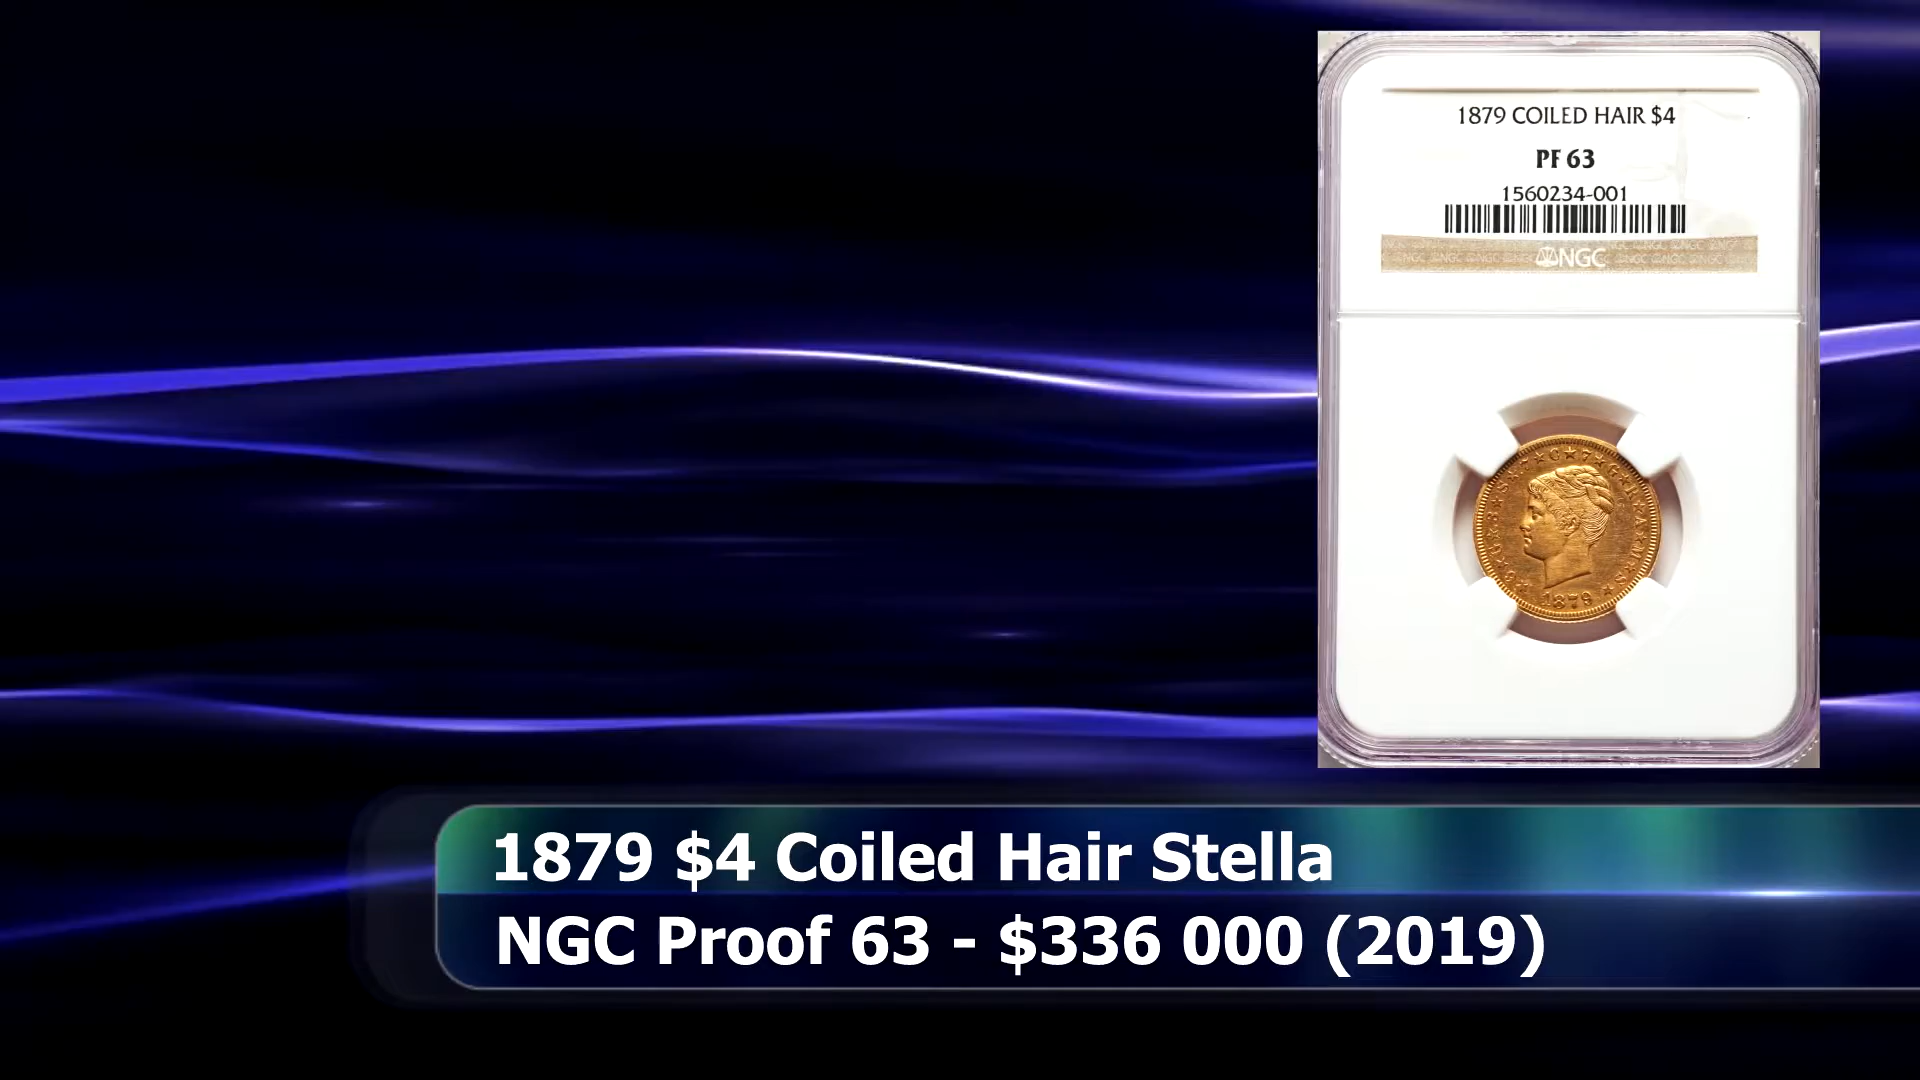 1879 COILED HAIR $4
PF 63
1560234-001
NGC
1879
1879 $4 Coiled Hair Stella
NGC Proof 63 - $336 000 (2019)